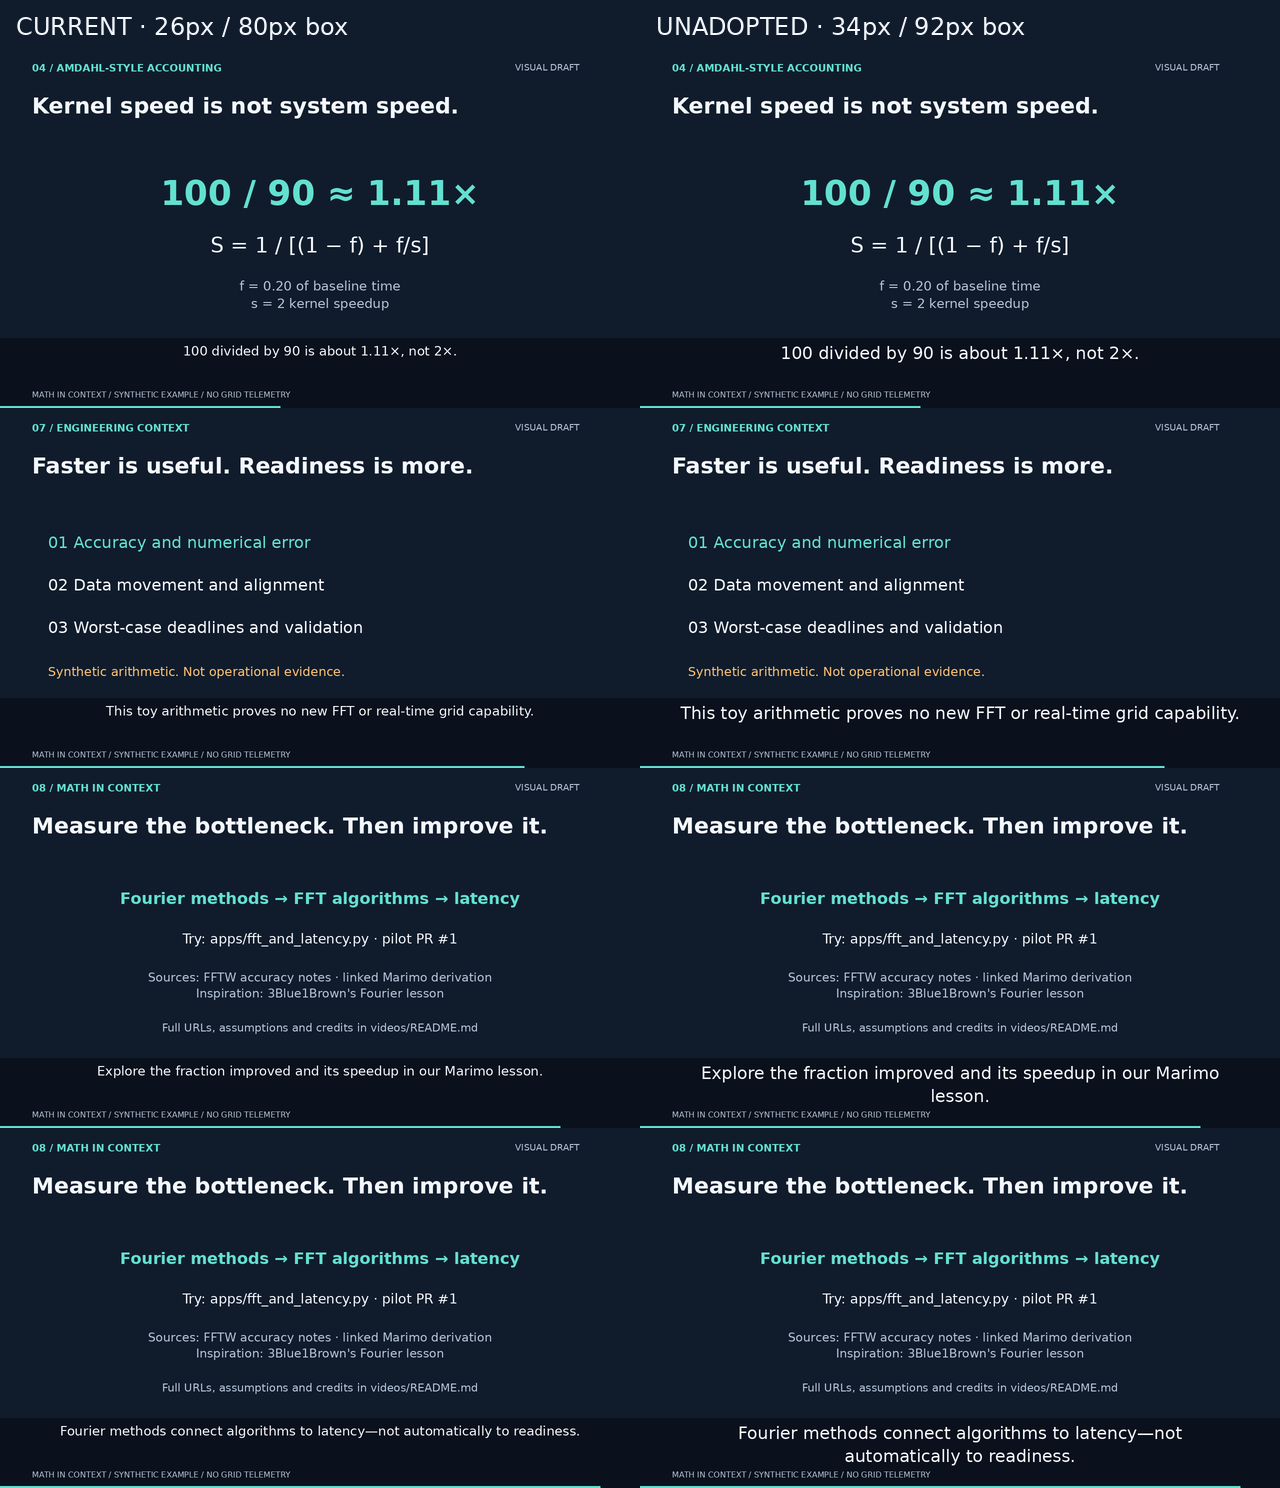 CURRENT · 26px / 80px box
UNADOPTED · 34px / 92px box
04 / AMDAHL-STYLE ACCOUNTING
VISUAL DRAFT
Kernel speed is not system speed.
100 / 90 ≈ 1.11×
S = 1 / [(1 − f) + f/s]
f = 0.20 of baseline time
s = 2 kernel speedup
100 divided by 90 is about 1.11×, not 2×.
MATH IN CONTEXT / SYNTHETIC EXAMPLE / NO GRID TELEMETRY
04 / AMDAHL-STYLE ACCOUNTING
VISUAL DRAFT
Kernel speed is not system speed.
100 / 90 ≈ 1.11×
S = 1 / [(1 − f) + f/s]
f = 0.20 of baseline time
s = 2 kernel speedup
100 divided by 90 is about 1.11×, not 2×.
MATH IN CONTEXT / SYNTHETIC EXAMPLE / NO GRID TELEMETRY
07 / ENGINEERING CONTEXT
VISUAL DRAFT
Faster is useful. Readiness is more.
01 Accuracy and numerical error
02 Data movement and alignment
03 Worst-case deadlines and validation
Synthetic arithmetic. Not operational evidence.
This toy arithmetic proves no new FFT or real-time grid capability.
MATH IN CONTEXT / SYNTHETIC EXAMPLE / NO GRID TELEMETRY
07 / ENGINEERING CONTEXT
VISUAL DRAFT
Faster is useful. Readiness is more.
01 Accuracy and numerical error
02 Data movement and alignment
03 Worst-case deadlines and validation
Synthetic arithmetic. Not operational evidence.
This toy arithmetic proves no new FFT or real-time grid capability.
MATH IN CONTEXT / SYNTHETIC EXAMPLE / NO GRID TELEMETRY
08 / MATH IN CONTEXT
VISUAL DRAFT
Measure the bottleneck. Then improve it.
Fourier methods → FFT algorithms → latency
Try: apps/fft_and_latency.py · pilot PR #1
Sources: FFTW accuracy notes · linked Marimo derivation
Inspiration: 3Blue1Brown's Fourier lesson
Full URLs, assumptions and credits in videos/README.md
Explore the fraction improved and its speedup in our Marimo lesson.
MATH IN CONTEXT / SYNTHETIC EXAMPLE / NO GRID TELEMETRY
08 / MATH IN CONTEXT
VISUAL DRAFT
Measure the bottleneck. Then improve it.
Fourier methods → FFT algorithms → latency
Try: apps/fft_and_latency.py · pilot PR #1
Sources: FFTW accuracy notes · linked Marimo derivation
Inspiration: 3Blue1Brown's Fourier lesson
Full URLs, assumptions and credits in videos/README.md
Explore the fraction improved and its speedup in our Marimo
lesson.
MATH IN CONTEXT / SYNTHETIC EXAMPLE / NO GRID TELEMETRY
08 / MATH IN CONTEXT
VISUAL DRAFT
Measure the bottleneck. Then improve it.
Fourier methods → FFT algorithms → latency
Try: apps/fft_and_latency.py · pilot PR #1
Sources: FFTW accuracy notes · linked Marimo derivation
Inspiration: 3Blue1Brown's Fourier lesson
Full URLs, assumptions and credits in videos/README.md
Fourier methods connect algorithms to latency—not automatically to readiness.
MATH IN CONTEXT / SYNTHETIC EXAMPLE / NO GRID TELEMETRY
08 / MATH IN CONTEXT
VISUAL DRAFT
Measure the bottleneck. Then improve it.
Fourier methods → FFT algorithms → latency
Try: apps/fft_and_latency.py · pilot PR #1
Sources: FFTW accuracy notes · linked Marimo derivation
Inspiration: 3Blue1Brown's Fourier lesson
Full URLs, assumptions and credits in videos/README.md
Fourier methods connect algorithms to latency—not
automatically to readiness.
MATH IN CONTEXT / SYNTHETIC EXAMPLE / NO GRID TELEMETRY